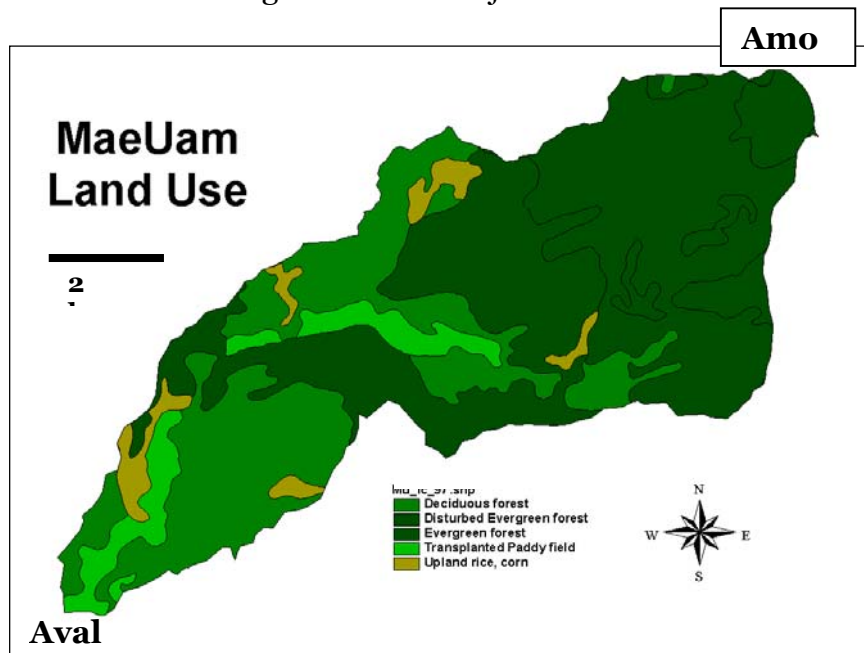 Amo
MaeUam
Land Use
2
Deciduous forest
Disturbed Evergreen forest
Evergreen forest
Transplanted Paddy field
Upland rice, corn
N
W
E
S
Aval